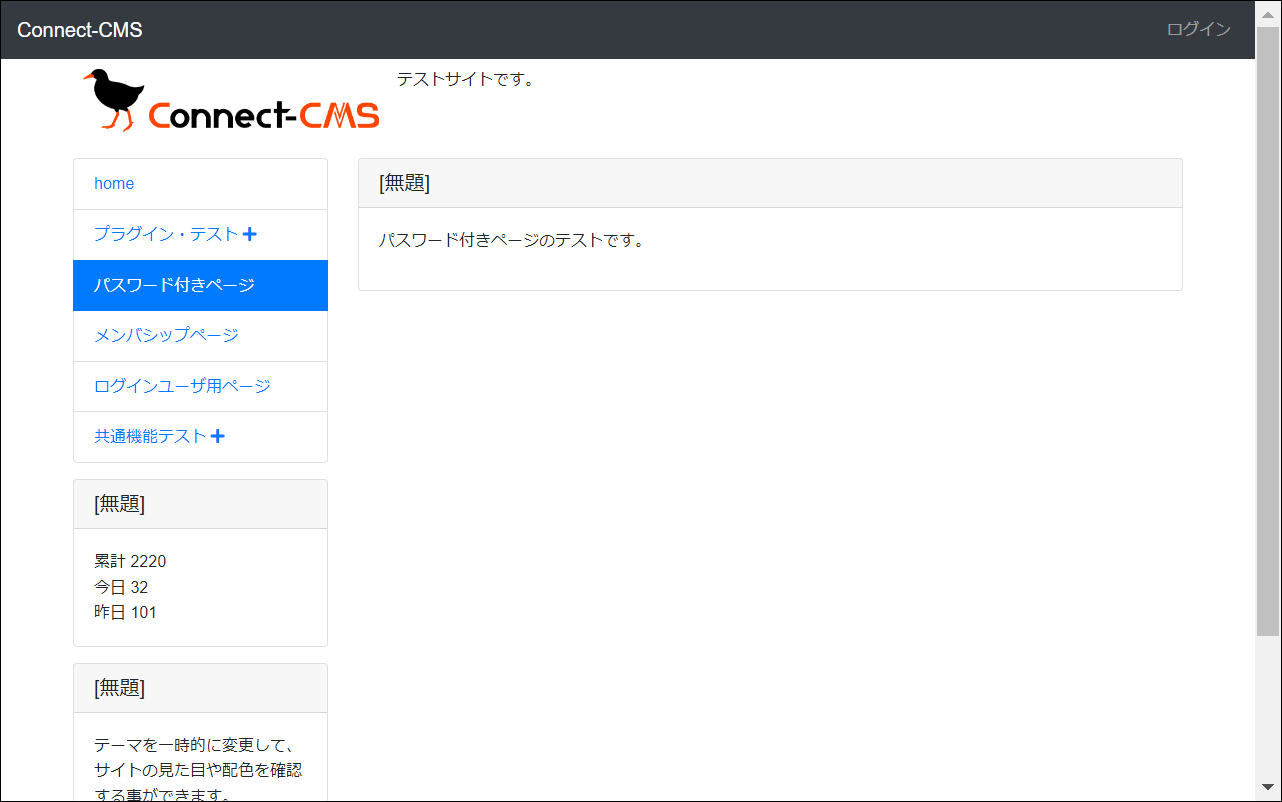 Connect-CMS
ログイン
Connect-CMS
テストサイトです。
home
プラグイン・テスト
パスワード付きページ
メンバシップページ
ログインユーザ用ページ
共通機能テスト
[無題]
パスワード付きページのテストです。
[無題]
累計 2220
今日 32
昨日 101
[無題]
テーマを一時的に変更して、
サイトの見た目や配色を確認
する事ができます。